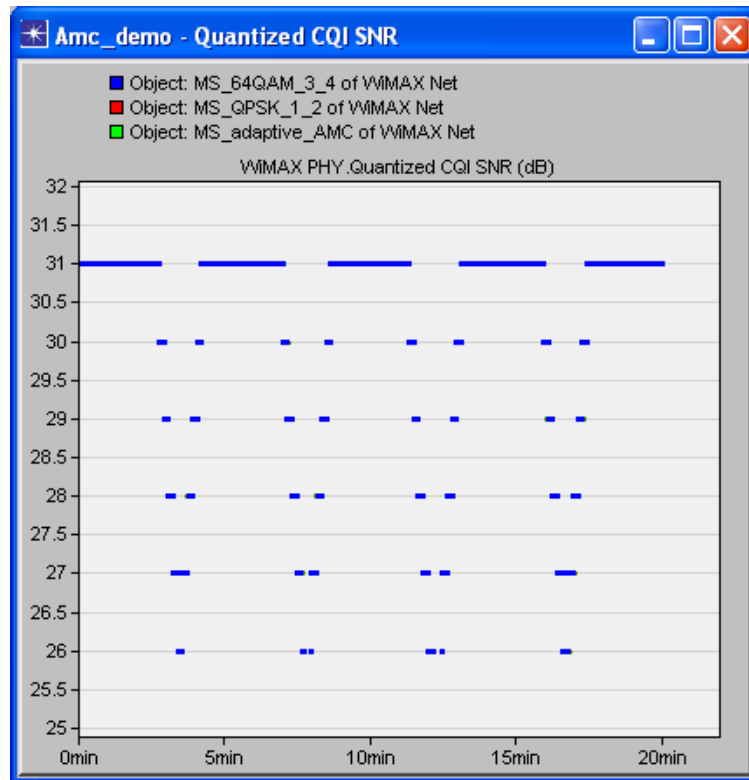 Amc_demo - Quantized CQI SNR
Object: MS_64QAM_3_4 of WiMAX Net
Object: MS_QPSK_1_2 of WiMAX Net
Object: MS_adaptive_AMC of WiMAX Net
WiMAX PHY.Quantized CQI SNR (dB)
32
31.5
31
30.5
30
29.5
29
28.5
28
27.5
27
26.5
26
25.5
25
0min 5min 10min 15min 20min